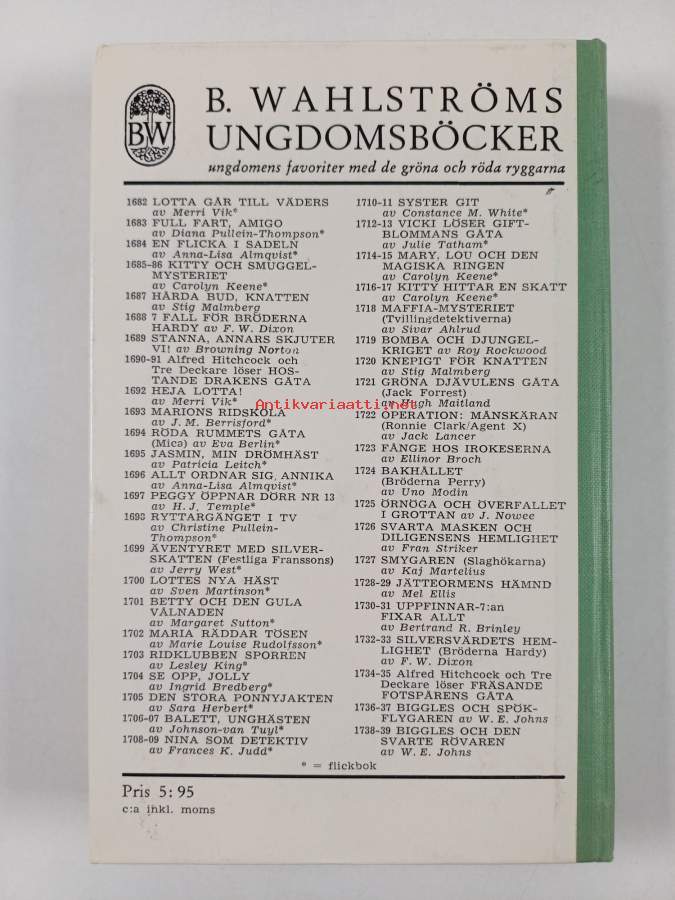 BW
B. WAHLSTRÖMS
UNGDOMSBÖCKER
ungdomens favoriter med de gröna och röda ryggarna
1682 LOTTA GÅR TILL VÄDERS
av Merri Vik*
1683 FULL FART, AMIGO
av Diana Pullein-Thompson*
1684 EN FLICKA I SADELN
av Anna-Lisa Almqvist*
1685-86 KITTY OCH SMUGGEL-
MYSTERIET
av Carolyn Keene*
1687 HÅRDA BUD, KNATTEN
av Stig Malmberg
1688 7 FALL FÖR BRÖDERNA
HARDY av F. W. Dixon
1689 STANNA, ANNARS SKJUTER
VI! av Browning Norton
1690-91 Alfred Hitchcock och
Tre Deckare löser HOS-
TANDE DRAKENS GÅTA
1692 HEJA LOTTA!
av Merri Vik*
1693 MARIONS RIDSKOLA
av J. M. Berrisford*
1694 RÖDA RUMMETS GÅTA
(Mica) av Eva Berlin*
1695 JASMIN, MIN DRÖMHÄST
av Patricia Leitch*
1696 ALLT ORDNAR SIG, ANNIKA
av Anna-Lisa Almqvist*
1697 PEGGY ÖPPNAR DÖRR NR 13
av H. J. Temple*
1698 RYTTARGÄNGET I TV
av Christine Pullein-
Thompson*
1699 ÄVENTYRET MED SILVER-
SKATTEN (Festliga Franssons)
av Jerry West*
1700 LOTTES NYA HÄST
av Sven Martinson*
1701 BETTY OCH DEN GULA
VÅLNADEN
av Margaret Sutton*
1702 MARIA RÄDDAR TÖSEN
av Marie Louise Rudolfsson*
1703 RIDKLUBBEN SPORREN
av Lesley King*
1704 SE OPP, JOLLY
av Ingrid Bredberg*
1705 DEN STORA PONNYJAKTEN
av Sara Herbert*
1706-07 BALETT, UNGHÄSTEN
av Johnson-van Tuyl*
1708-09 NINA SOM DETEKTIV
av Frances K. Judd*
1710-11 SYSTER GIT
av Constance M. White*
1712-13 VICKI LÖSER GIFT-
BLOMMANS GÅTA
av Julie Tatham*
1714-15 MARY, LOU OCH DEN
MAGISKA RINGEN
av Carolyn Keene*
1716-17 KITTY HITTAR EN SKATT
av Carolyn Keene*
1718 MAFFIA-MYSTERIET
(Tvillingdetektiverna)
av Sivar Ahlrud
1719 BOMBA OCH DJUNGEL-
KRIGET av Roy Rockwood
1720 KNEPIGT FÖR KNATTEN
av Stig Malmberg
1721 GRÖNA DJÄVULENS GÅTA
(Jack Forrest)
av Hugh Maitland
1722 OPERATION: MÅNSKÄRAN
(Ronnie Clark/Agent X)
av Jack Lancer
1723 FÅNGE HOS IROKESERNA
av Ellinor Broch
1724 BAKHÅLLET
(Bröderna Perry)
av Uno Modin
1725 ÖRNÖGA OCH ÖVERFALLET
I GROTTAN av J. Nowee
1726 SVARTA MASKEN OCH
DILIGENSENS HEMLIGHET
av Fran Striker
1727 SMYGAREN (Slaghökarna)
av Kaj Martelius
1728-29 JÄTTEORMENS HÄMND
av Mel Ellis
1730-31 UPPFINNAR-7:an
FIXAR ALLT
av Bertrand R. Brinley
1732-33 SILVERSVÄRDETS HEM-
LIGHET (Bröderna Hardy)
av F. W. Dixon
1734-35 Alfred Hitchcock och Tre
Deckare löser FRÄSANDE
FOTSPÅRENS GÅTA
1736-37 BIGGLES OCH SPÖK-
FLYGAREN av W. E. Johns
1738-39 BIGGLES OCH DEN
SVARTE RÖVAREN
av W. E. Johns
* = flickbok
Pris 5:95
c:a inkl. moms
Antikvariaatti.net